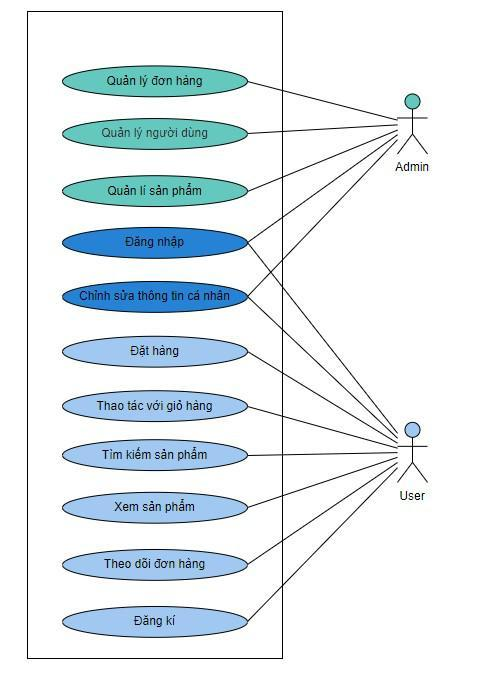 Quản lý đơn hàng
Quản lý người dùng
Quản lí sản phẩm
Đăng nhập
Chỉnh sửa thông tin cá nhân
Đặt hàng
Thao tác với giỏ hàng
Tìm kiếm sản phẩm
Xem sản phẩm
Theo dõi đơn hàng
Đăng kí
Admin
User